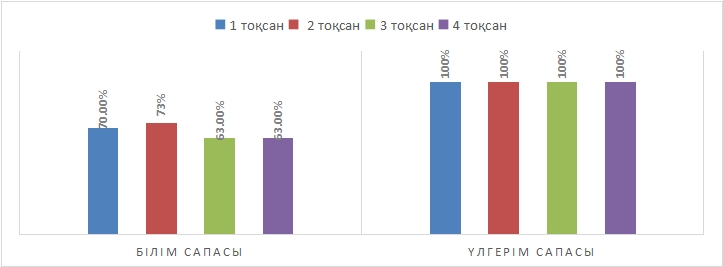 1 тоқсан 2 тоқсан 3 тоқсан 4 тоқсан
70.00% 73% 63.00% 63.00% 100% 100% 100% 100%
БІЛІМ САПАСЫ ҮЛГЕРІМ САПАСЫ